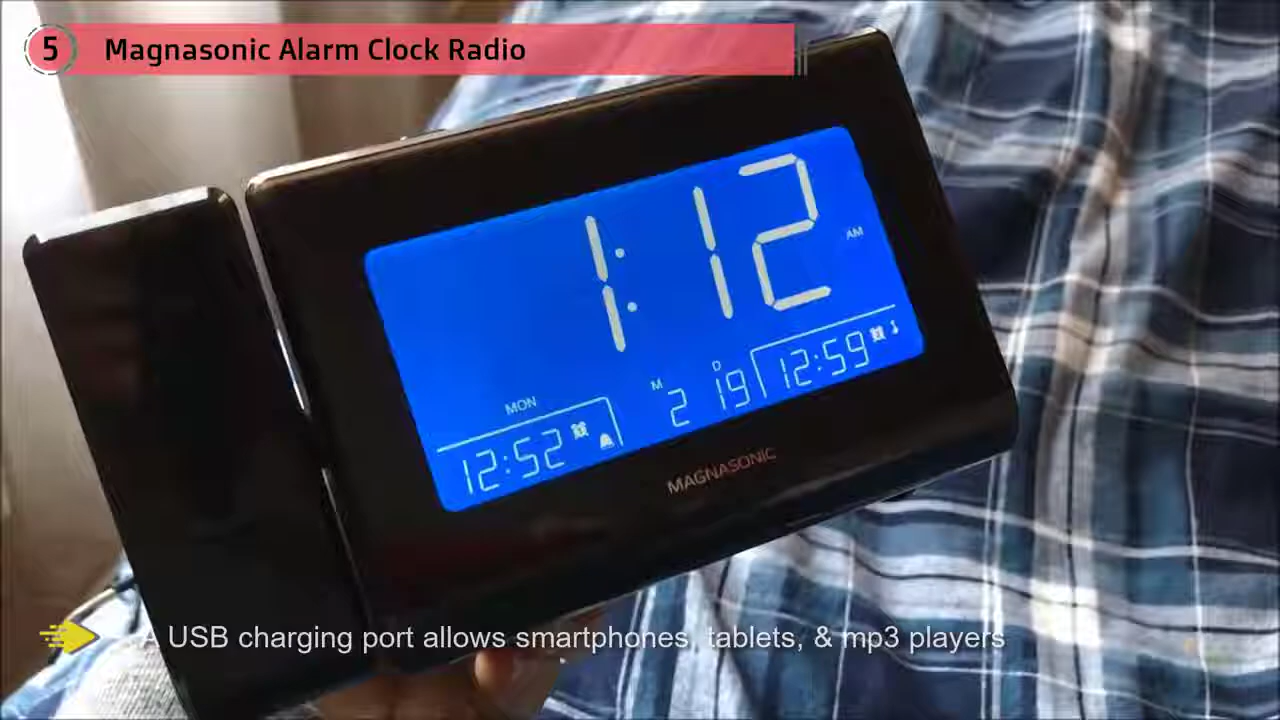 5 Magnasonic Alarm Clock Radio
1:12 AM
MON
M D
12:52 2 19 12:59
MAGNASONIC
A USB charging port allows smartphones, tablets, & mp3 players